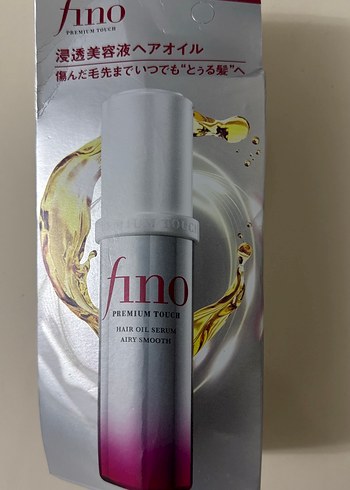 fino
PREMIUM TOUCH
浸透美容液ヘアオイル
傷んだ毛先までいつでも“とぅる髪”へ
fino
PREMIUM TOUCH
HAIR OIL SERUM
AIRY SMOOTH